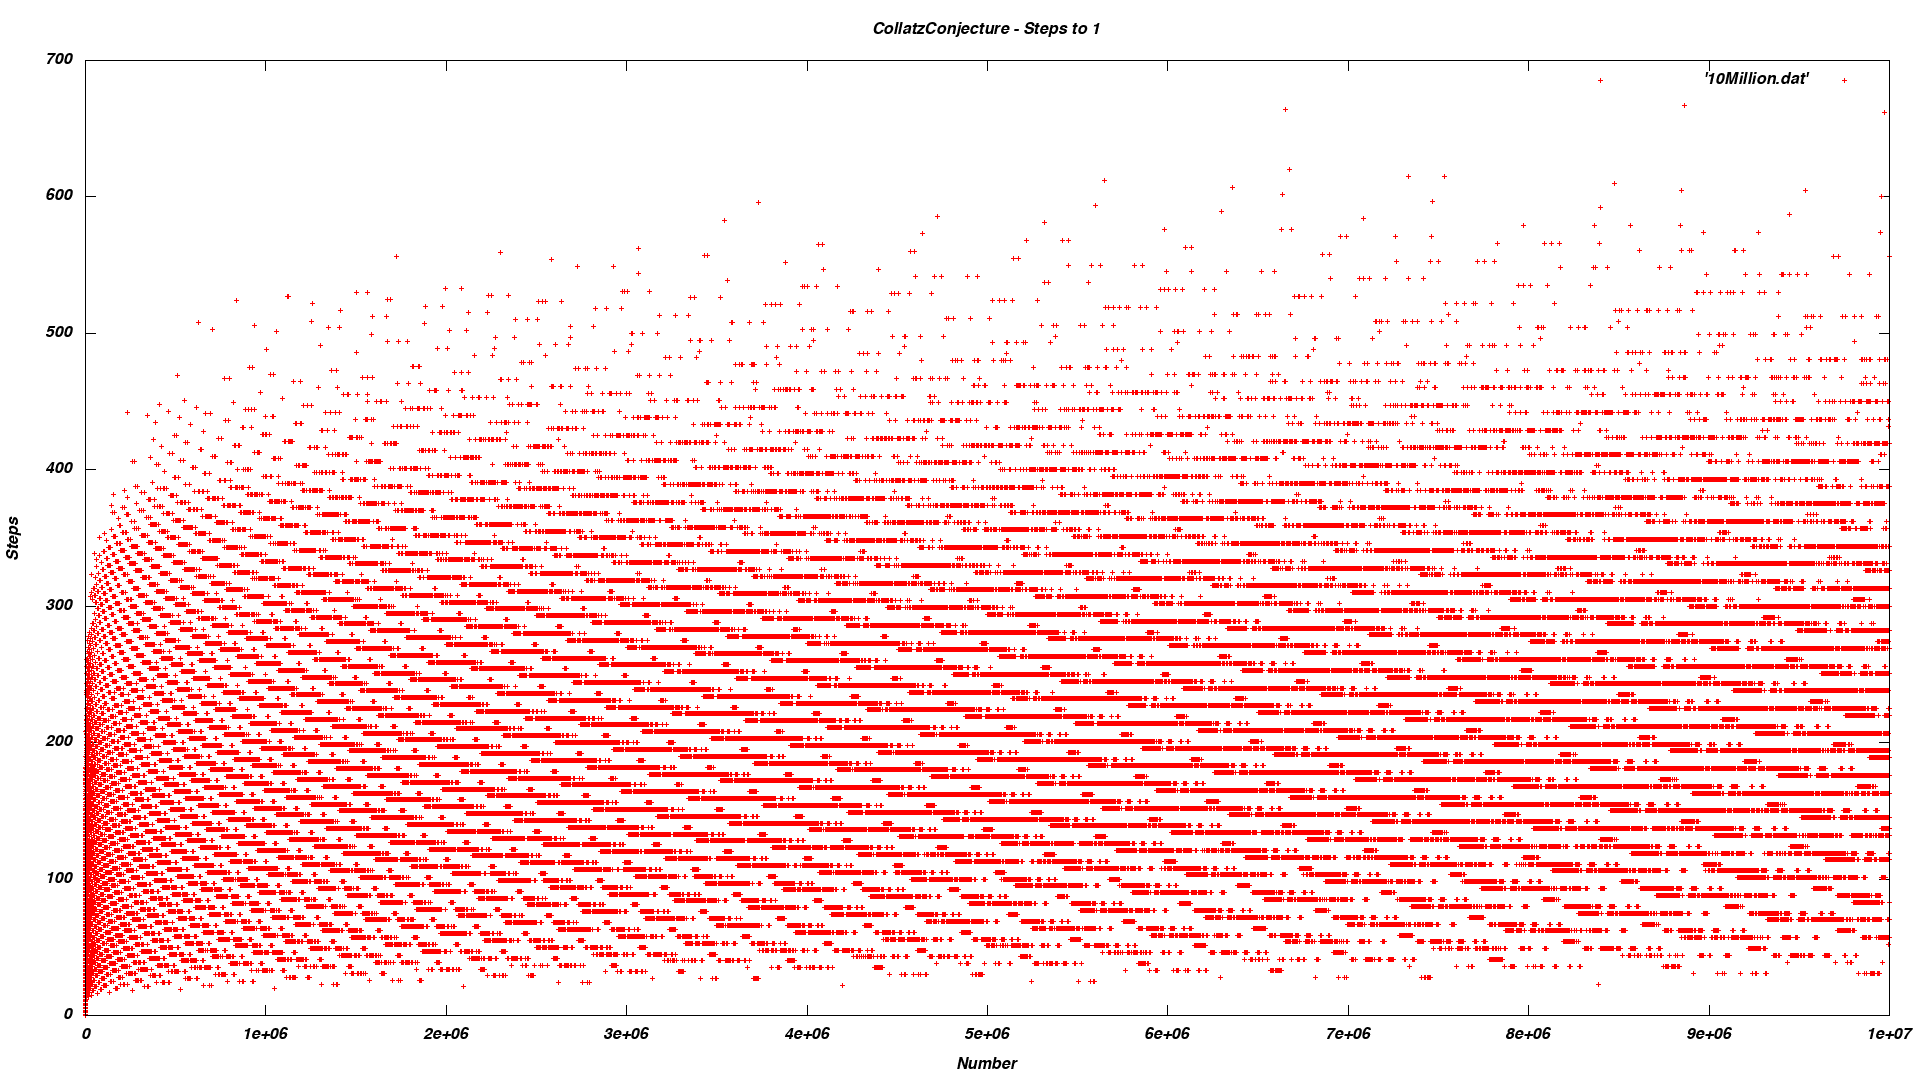 CollatzConjecture - Steps to 1
'10Million.dat'
700
600
500
400
300
200
100
0
Steps
0 1e+06 2e+06 3e+06 4e+06 5e+06 6e+06 7e+06 8e+06 9e+06 1e+07
Number